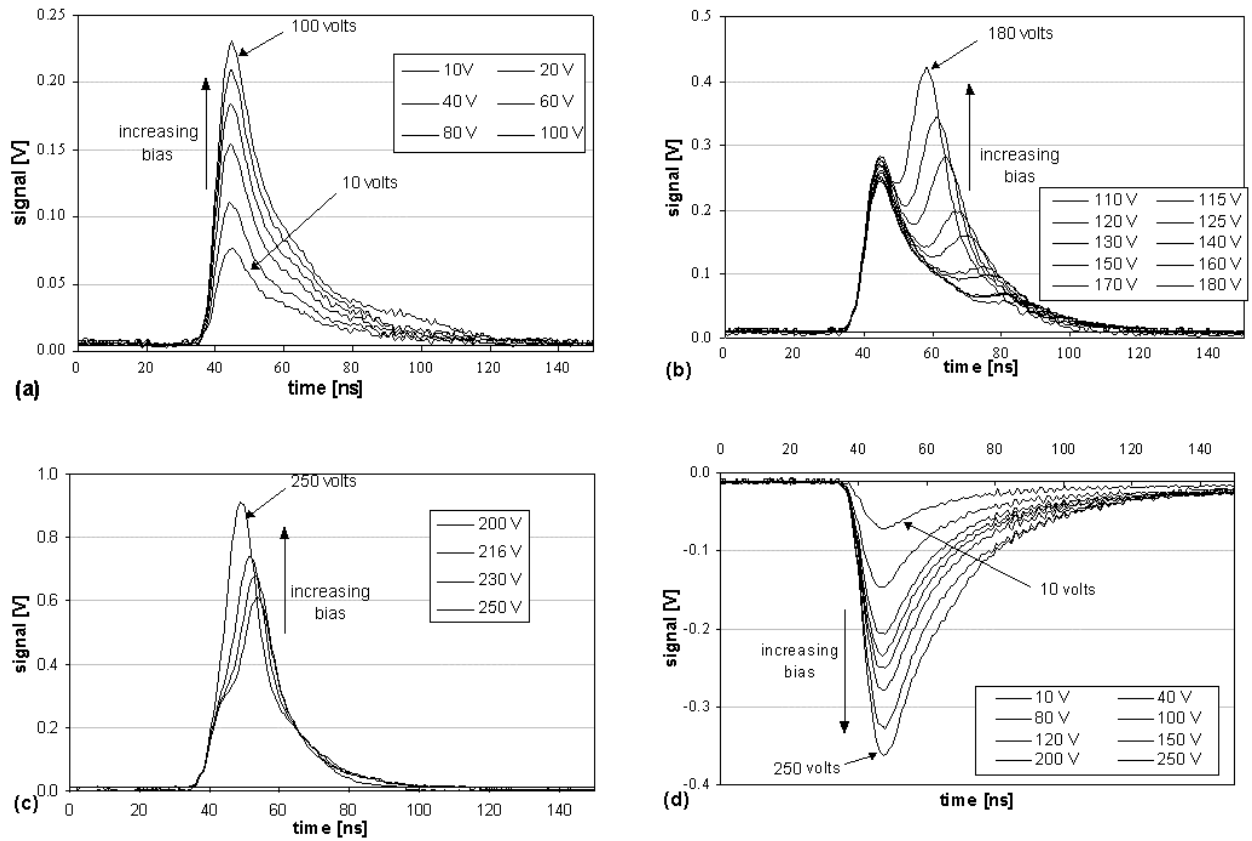 0.25
0.20
0.15
0.10
0.05
0.00
signal [V]
100 volts
increasing
bias
10 volts
10V 20 V
40 V 60 V
80 V 100 V
0 20 40 60 80 100 120 140
time [ns]
(a)
0.5
0.4
0.3
0.2
0.1
0.0
signal [V]
180 volts
increasing
bias
110 V 115 V
120 V 125 V
130 V 140 V
150 V 160 V
170 V 180 V
0 20 40 60 80 100 120 140
time [ns]
(b)
1.0
0.8
0.6
0.4
0.2
0.0
signal [V]
250 volts
increasing
bias
200 V
216 V
230 V
250 V
0 20 40 60 80 100 120 140
time [ns]
(c)
0 20 40 60 80 100 120 140
0.0
-0.1
-0.2
-0.3
-0.4
signal [V]
10 volts
increasing
bias
250 volts
10 V 40 V
80 V 100 V
120 V 150 V
200 V 250 V
time [ns]
(d)